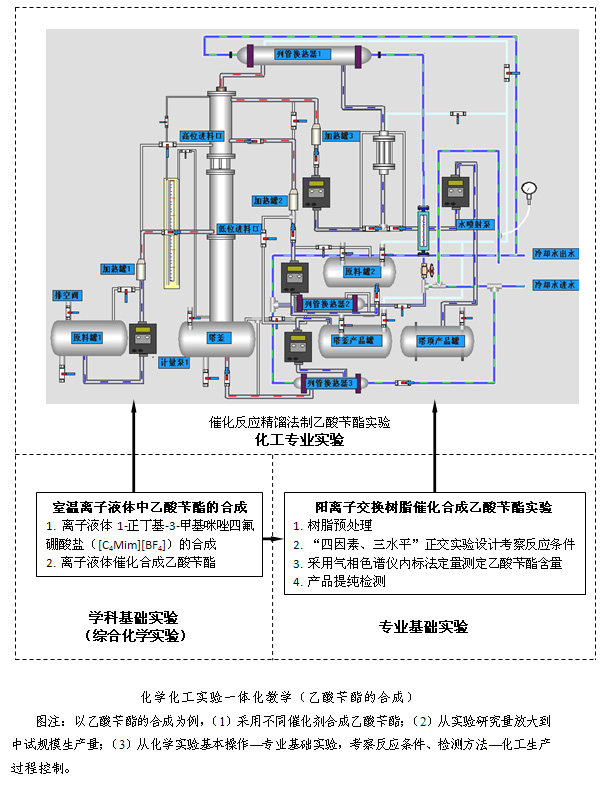 列管换热器1
高位进料口
加热罐3
加热罐2
低位进料口
水喷射泵
加热罐1
冷却水出水
原料罐2
冷却水进水
排空阀
列管换热器2
原料罐1
塔釜
塔釜产品罐
塔顶产品罐
计量泵1
列管换热器3
催化反应精馏法制乙酸苄酯实验
化工专业实验
室温离子液体中乙酸苄酯的合成
1. 离子液体 1-正丁基-3-甲基咪唑四氟
硼酸盐（[C4Mim][BF4]）的合成
2. 离子液体催化合成乙酸苄酯
学科基础实验
（综合化学实验）
阳离子交换树脂催化合成乙酸苄酯实验
1. 树脂预处理
2. “四因素、三水平”正交实验设计考察反应条件
3. 采用气相色谱仪内标法定量测定乙酸苄酯含量
4. 产品提纯检测
专业基础实验
化学化工实验一体化教学（乙酸苄酯的合成）
图注：以乙酸苄酯的合成为例，（1）采用不同催化剂合成乙酸苄酯；（2）从实验研究量放大到
中试规模生产量；（3）从化学实验基本操作—专业基础实验，考察反应条件、检测方法—化工生产
过程控制。